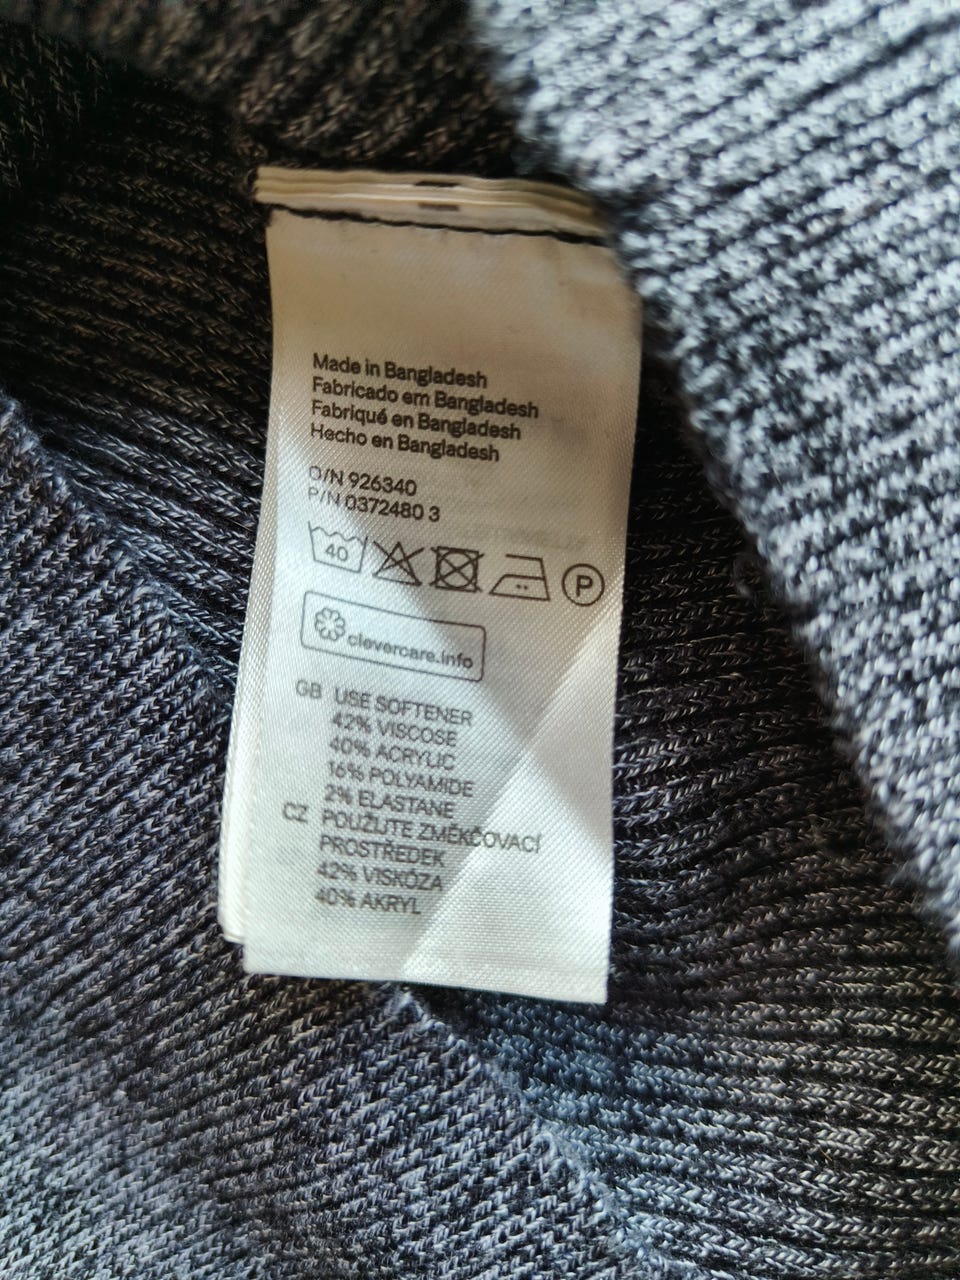 Made in Bangladesh
Fabricado em Bangladesh
Fabriqué en Bangladesh
Hecho en Bangladesh
O/N 926340
P/N 0372480 3
40 P
clevercare.info
GB USE SOFTENER
42% VISCOSE
40% ACRYLIC
16% POLYAMIDE
2% ELASTANE
CZ POUŽIJTE ZMĚKČOVACÍ
PROSTŘEDEK
42% VISKÓZA
40% AKRYL